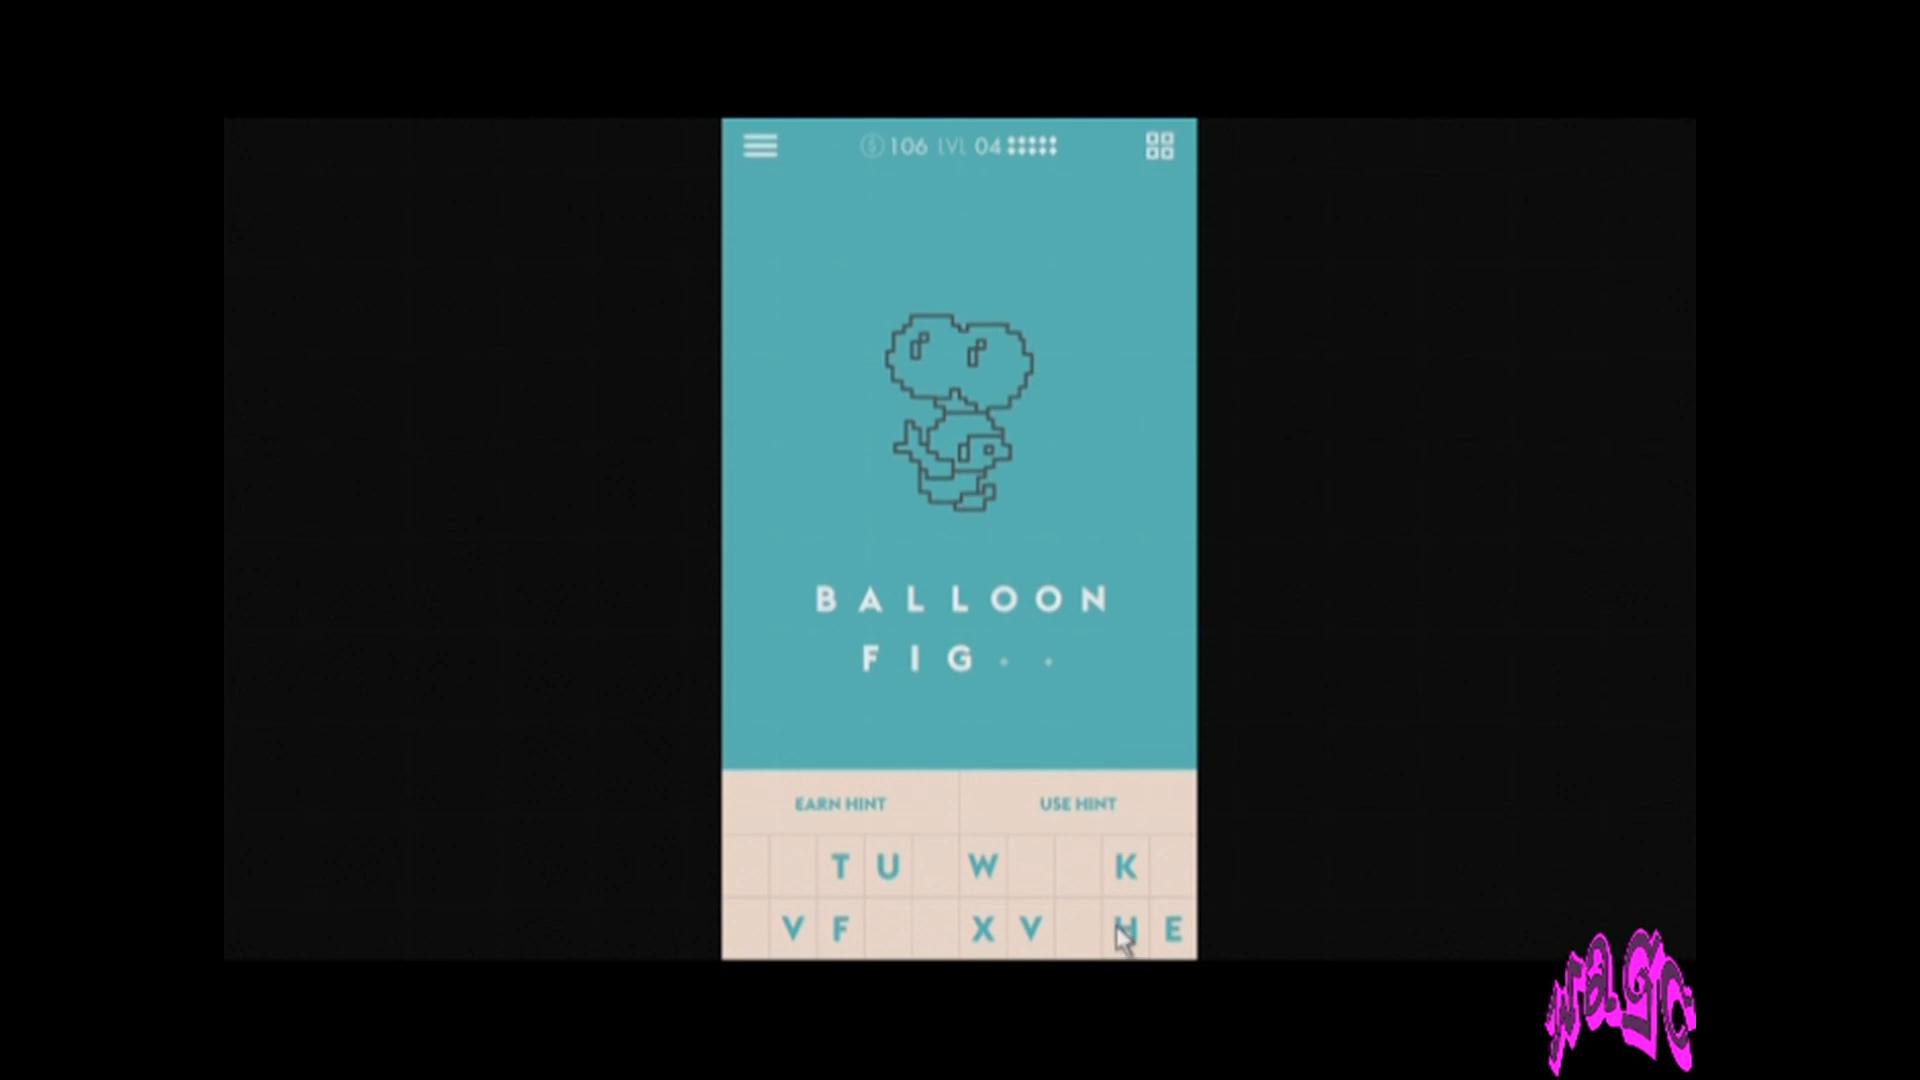 106 LVL 04
BALLOON
FIG
EARN HINT USE HINT
T U W K
V F X V H E